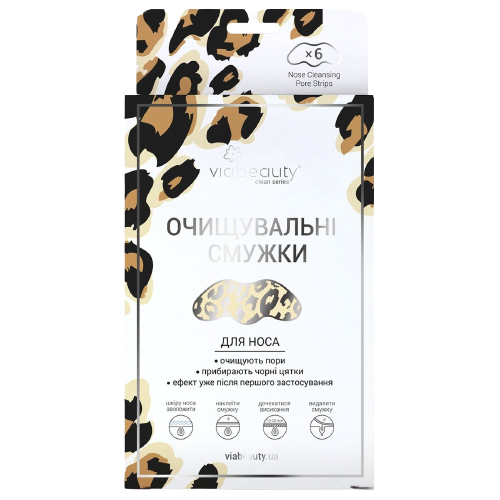 ×6
Nose Cleansing
Pore Strips
viabeauty
clean series
ОЧИЩУВАЛЬНІ
СМУЖКИ
ДЛЯ НОСА
• очищують пори
• прибирають чорні цятки
• ефект уже після першого застосування
шкіру носа зволожити
наклеїти смужку
дочекатися висихання
видалити смужку
viabeauty.ua